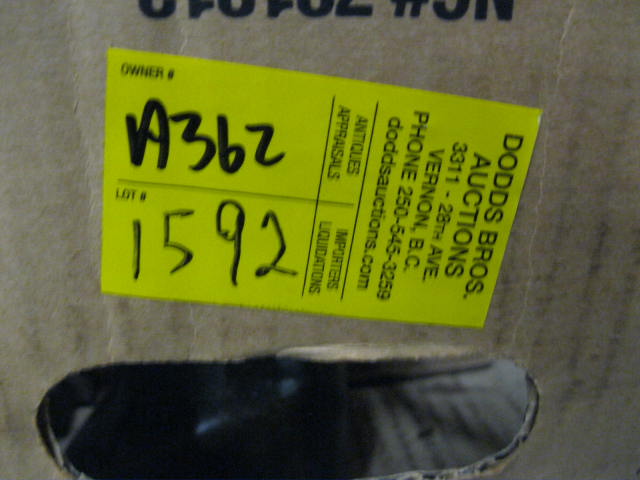 OWNER #
A362
LOT #
1592
ANTIQUES
APPRAISALS
IMPORTERS
LIQUIDATIONS
DODDS BROS.
AUCTIONS
3311 - 28TH AVE.
VERNON, B.C.
PHONE 250-545-3259
doddsauctions.com